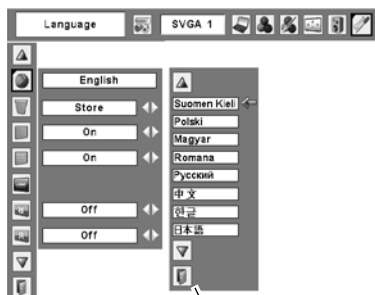 Language
SVGA 1
English
Store
On
On
Off
Off
Suomen Kieli
Polski
Magyar
Romana
Русский
中文
한글
日本語